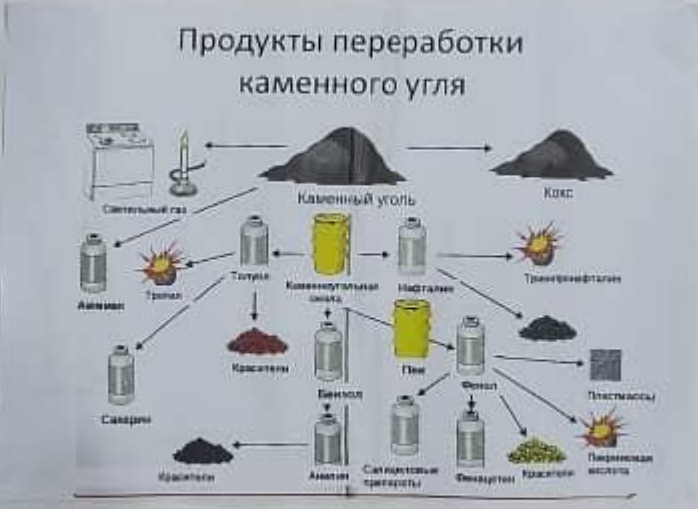 Продукты переработки
каменного угля
Каменный уголь
Кокс
Светильный газ
Аммиак
Тротил
Толуол
Каменноугольная
смола
Нафталин
Тринитронафталин
Красители
Бензол
Пек
Фенол
Пластмассы
Сахарин
Красители
Анилин
Салициловые
препараты
Фенацетин
Красители
Пикриновая
кислота